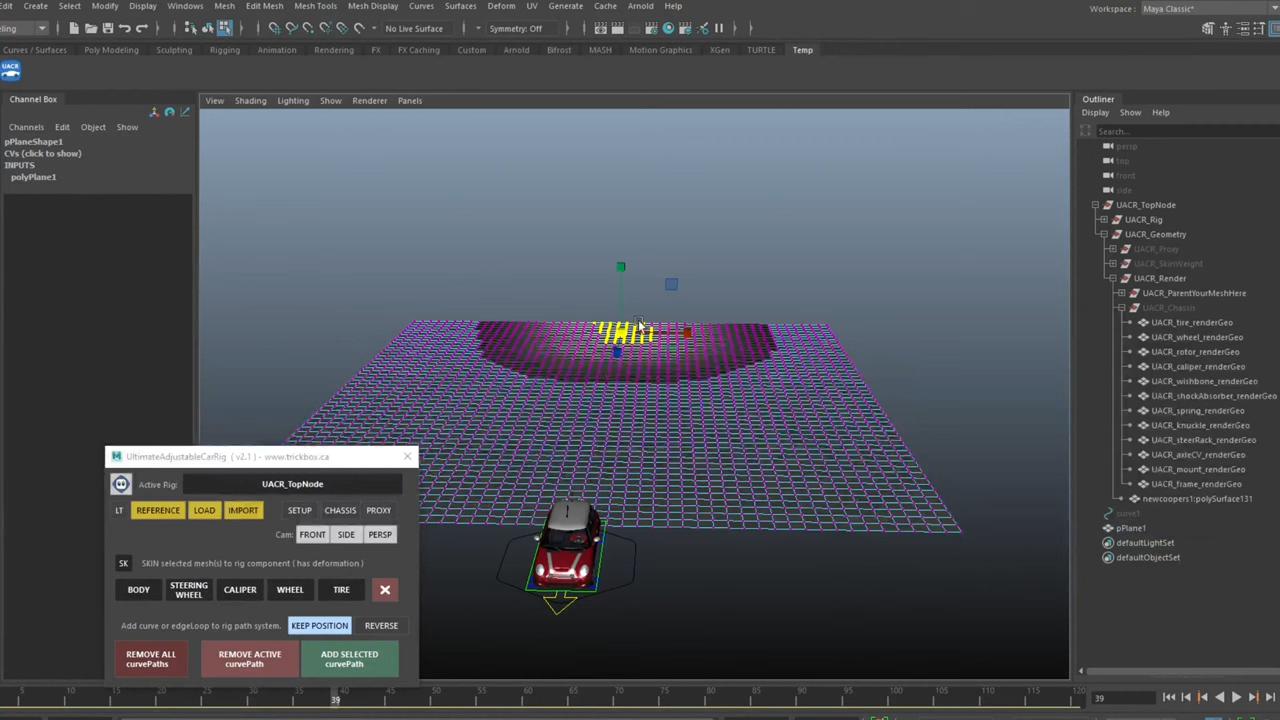 Edit Create Select Modify Display Windows Mesh Edit Mesh Mesh Tools Mesh Display Curves Surfaces Deform UV Generate Cache Arnold Help
Workspace: Maya Classic*
No Live Surface
Symmetry: Off
Curves / Surfaces Poly Modeling Sculpting Rigging Animation Rendering FX FX Caching Custom Arnold Bifrost MASH Motion Graphics XGen TURTLE Temp
UACR
Channel Box
Channels Edit Object Show
pPlaneShape1
CVs (click to show)
INPUTS
polyPlane1
View Shading Lighting Show Renderer Panels
Outliner
Display Show Help
Search...
persp
top
front
side
UACR_TopNode
UACR_Rig
UACR_Geometry
UACR_Proxy
UACR_SkinWeight
UACR_Render
UACR_ParentYourMeshHere
UACR_Chassis
UACR_tire_renderGeo
UACR_wheel_renderGeo
UACR_rotor_renderGeo
UACR_caliper_renderGeo
UACR_wishbone_renderGeo
UACR_shockAbsorber_renderGeo
UACR_spring_renderGeo
UACR_knuckle_renderGeo
UACR_steerRack_renderGeo
UACR_axleCV_renderGeo
UACR_mount_renderGeo
UACR_frame_renderGeo
newcoopers1:polySurface131
curve1
pPlane1
defaultLightSet
defaultObjectSet
UltimateAdjustableCarRig ( v2.1 ) - www.trickbox.ca
Active Rig: UACR_TopNode
LT REFERENCE LOAD IMPORT SETUP CHASSIS PROXY
Cam: FRONT SIDE PERSP
SK SKIN selected mesh(s) to rig component ( has deformation )
BODY STEERING WHEEL CALIPER WHEEL TIRE
Add curve or edgeLoop to rig path system. KEEP POSITION REVERSE
REMOVE ALL curvePaths REMOVE ACTIVE curvePath ADD SELECTED curvePath
5 10 15 20 25 30 35 39 45 50 55 60 65 70 75 80 85 90 95 100 105 110 115 120
39